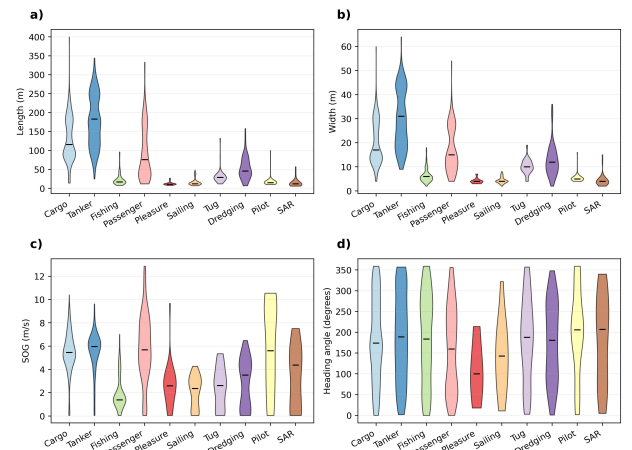 a)
Length (m)
400
350
300
250
200
150
100
50
0
Cargo
Tanker
Fishing
Passenger
Pleasure
Sailing
Tug
Dredging
Pilot
SAR
b)
Width (m)
60
50
40
30
20
10
0
Cargo
Tanker
Fishing
Passenger
Pleasure
Sailing
Tug
Dredging
Pilot
SAR
c)
SOG (m/s)
12
10
8
6
4
2
0
Cargo
Tanker
Fishing
Passenger
Pleasure
Sailing
Tug
Dredging
Pilot
SAR
d)
Heading angle (degrees)
350
300
250
200
150
100
50
0
Cargo
Tanker
Fishing
Passenger
Pleasure
Sailing
Tug
Dredging
Pilot
SAR